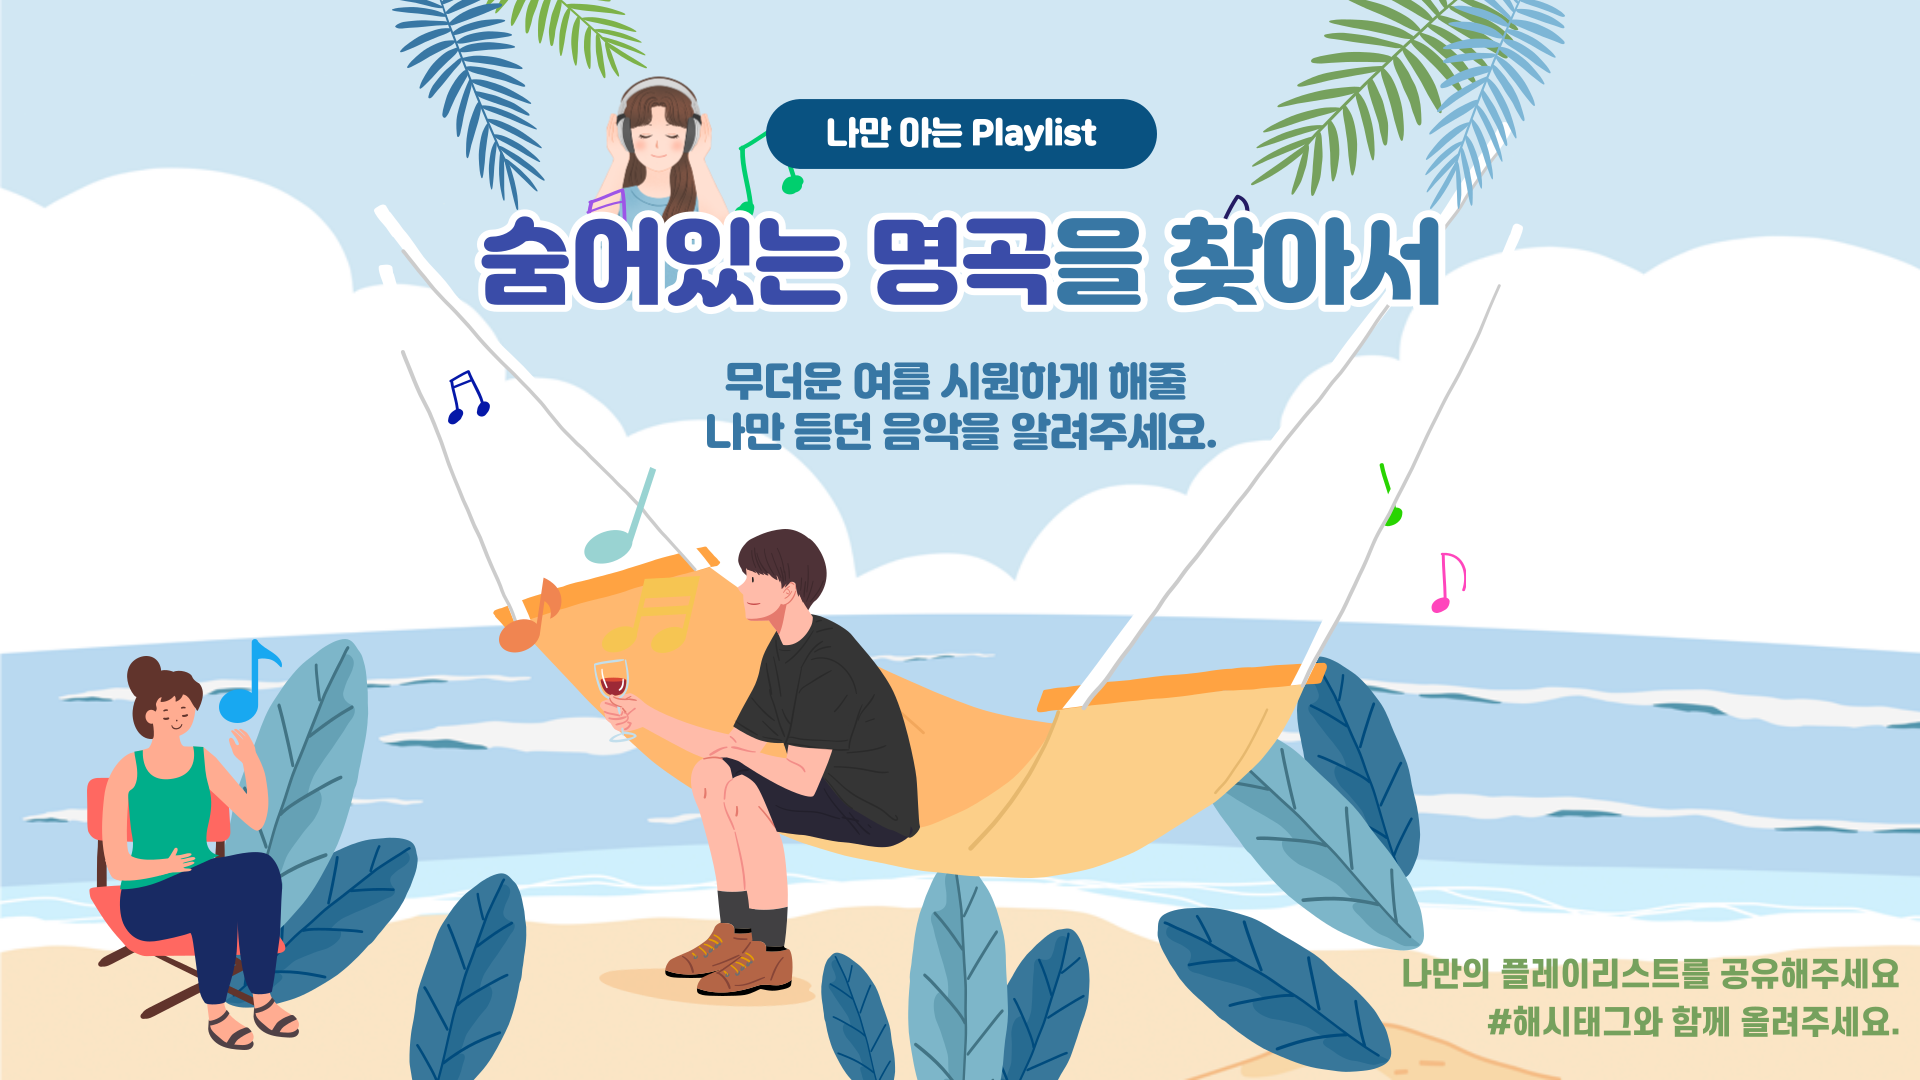 나만 아는 Playlist
숨어있는 명곡을 찾아서
무더운 여름 시원하게 해줄
나만 듣던 음악을 알려주세요.
나만의 플레이리스트를 공유해주세요
#해시태그와 함께 올려주세요.